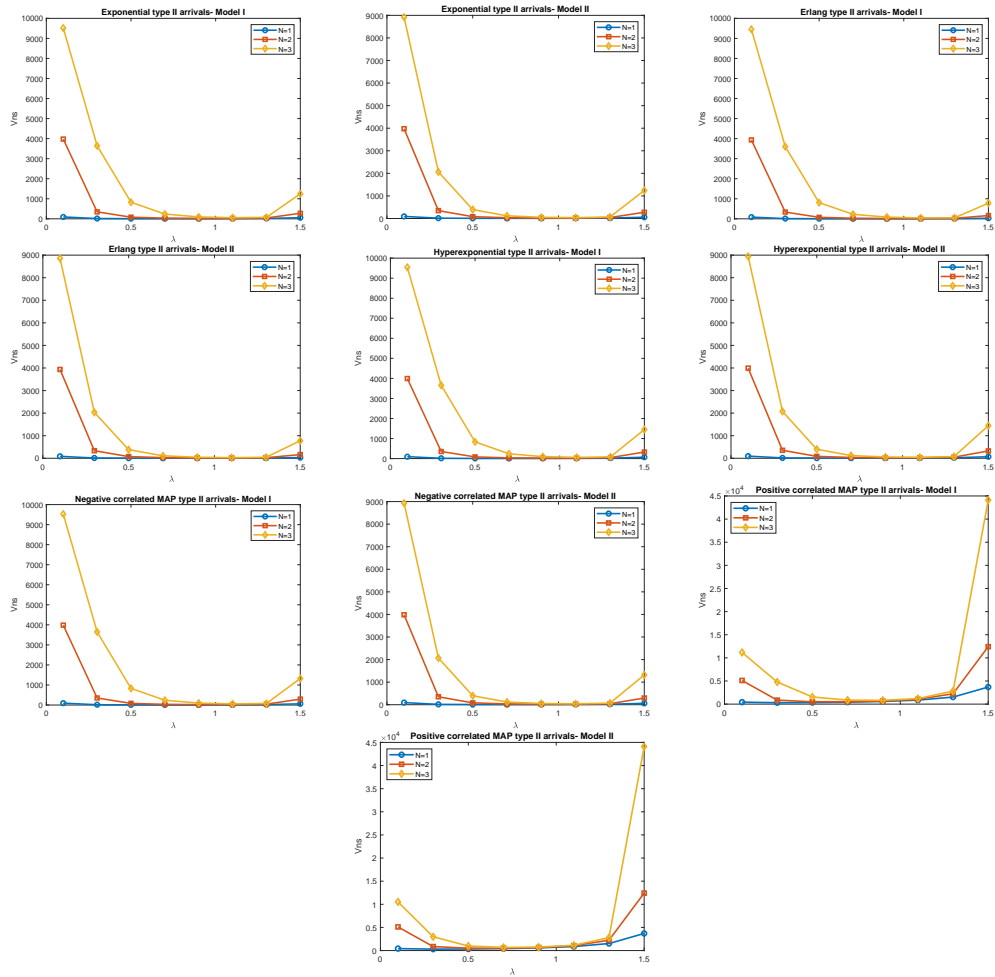 Exponential type II arrivals- Model I
10000
9000
8000
7000
6000
5000
4000
3000
2000
1000
0
Vns
0
0.5
1
1.5
λ
N=1
N=2
N=3
Exponential type II arrivals- Model II
9000
8000
7000
6000
5000
4000
3000
2000
1000
0
Vns
0
0.5
1
1.5
λ
N=1
N=2
N=3
Erlang type II arrivals- Model I
10000
9000
8000
7000
6000
5000
4000
3000
2000
1000
0
Vns
0
0.5
1
1.5
λ
N=1
N=2
N=3
Erlang type II arrivals- Model II
9000
8000
7000
6000
5000
4000
3000
2000
1000
0
Vns
0
0.5
1
1.5
λ
N=1
N=2
N=3
Hyperexponential type II arrivals- Model I
10000
9000
8000
7000
6000
5000
4000
3000
2000
1000
0
Vns
0
0.5
1
1.5
λ
N=1
N=2
N=3
Hyperexponential type II arrivals- Model II
9000
8000
7000
6000
5000
4000
3000
2000
1000
0
Vns
0
0.5
1
1.5
λ
N=1
N=2
N=3
Negative correlated MAP type II arrivals- Model I
10000
9000
8000
7000
6000
5000
4000
3000
2000
1000
0
Vns
0
0.5
1
1.5
λ
N=1
N=2
N=3
Negative correlated MAP type II arrivals- Model II
9000
8000
7000
6000
5000
4000
3000
2000
1000
0
Vns
0
0.5
1
1.5
λ
N=1
N=2
N=3
Positive correlated MAP type II arrivals- Model I
×10⁴
4.5
4
3.5
3
2.5
2
1.5
1
0.5
0
Vns
0
0.5
1
1.5
λ
N=1
N=2
N=3
Positive correlated MAP type II arrivals- Model II
×10⁴
4.5
4
3.5
3
2.5
2
1.5
1
0.5
0
Vns
0
0.5
1
1.5
λ
N=1
N=2
N=3